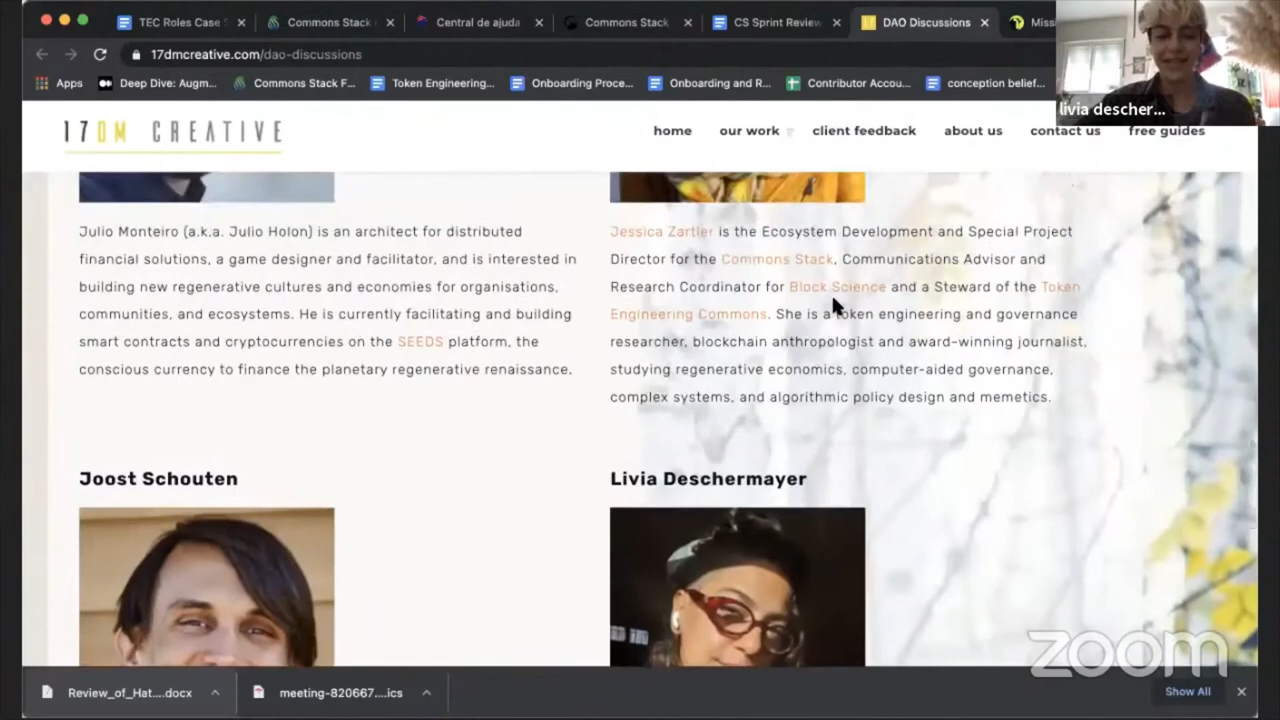 TEC Roles Case
Commons Stack
Central de ajuda
Commons Stack
CS Sprint Review
DAO Discussions
17dmcreative.com/dao-discussions
Apps
Deep Dive: Augm...
Commons Stack F...
Token Engineering...
Onboarding Proce...
Onboarding and R...
Contributor Accou...
conception belief...
livia descher...
17DM CREATIVE
home
our work
client feedback
about us
contact us
free guides
Julio Monteiro (a.k.a. Julio Holon) is an architect for distributed
financial solutions, a game designer and facilitator, and is interested in
building new regenerative cultures and economies for organisations,
communities, and ecosystems. He is currently facilitating and building
smart contracts and cryptocurrencies on the SEEDS platform, the
conscious currency to finance the planetary regenerative renaissance.
Jessica Zartler is the Ecosystem Development and Special Project
Director for the Commons Stack, Communications Advisor and
Research Coordinator for Block Science and a Steward of the Token
Engineering Commons. She is a token engineering and governance
researcher, blockchain anthropologist and award-winning journalist,
studying regenerative economics, computer-aided governance,
complex systems, and algorithmic policy design and memetics.
Joost Schouten
Livia Deschermayer
zoom
Review_of_Hat....docx
meeting-820667....ics
Show All